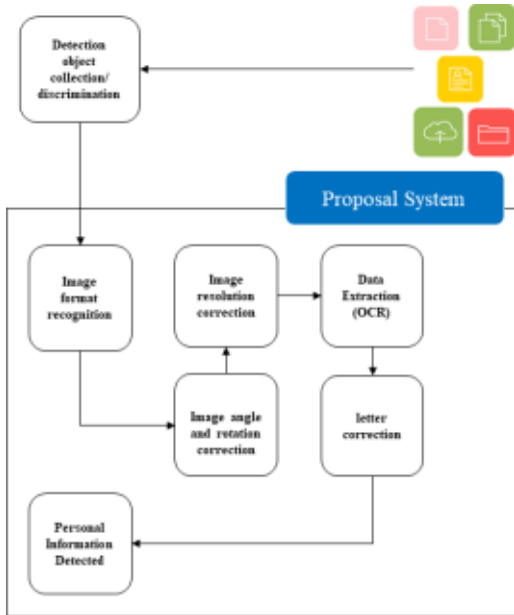 Detection
object
collection/
discrimination
Proposal System
Image
format
recognition
Image
resolution
correction
Data
Extraction
(OCR)
Image angle
and rotation
correction
letter
correction
Personal
Information
Detected